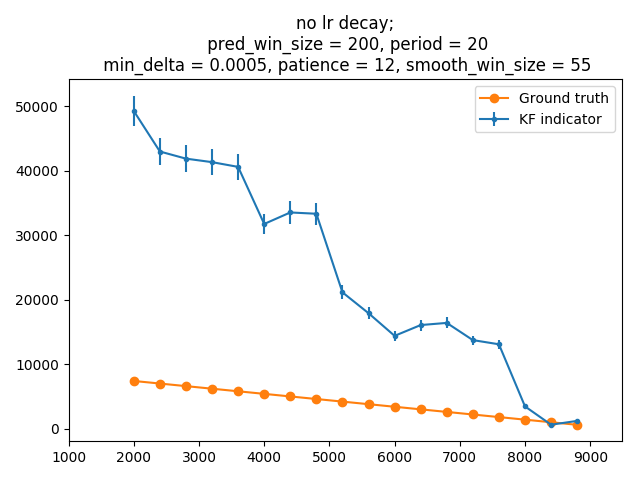 no lr decay;
pred_win_size = 200, period = 20
min_delta = 0.0005, patience = 12, smooth_win_size = 55
Ground truth
KF indicator
50000
40000
30000
20000
10000
0
1000 2000 3000 4000 5000 6000 7000 8000 9000